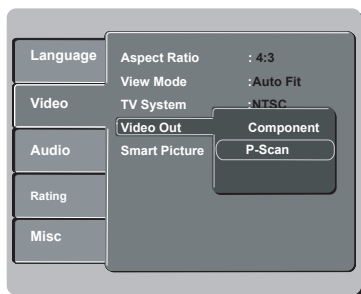 Language
Video
Audio
Rating
Misc
Aspect Ratio : 4:3
View Mode :Auto Fit
TV System :NTSC
Video Out Component
Smart Picture P-Scan